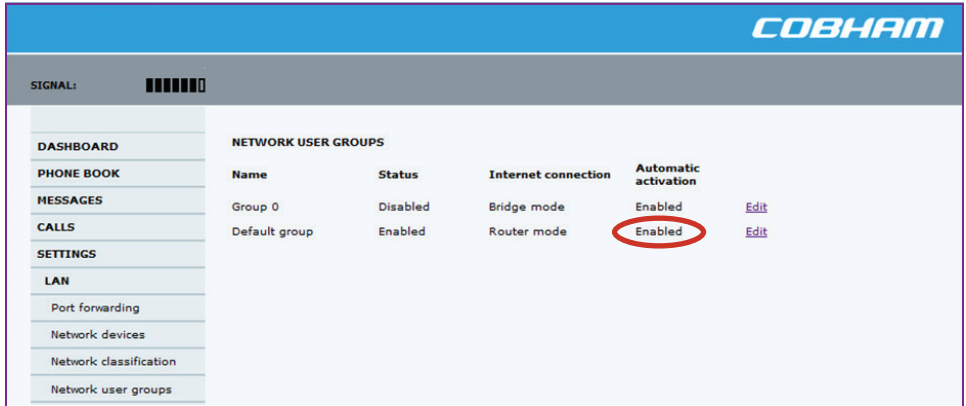 COBHAM
SIGNAL:
DASHBOARD
PHONE BOOK
MESSAGES
CALLS
SETTINGS
LAN
Port forwarding
Network devices
Network classification
Network user groups
NETWORK USER GROUPS
Name Status Internet connection Automatic activation
Group 0 Disabled Bridge mode Enabled Edit
Default group Enabled Router mode Enabled Edit